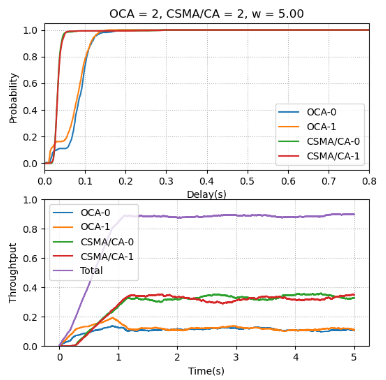 OCA = 2, CSMA/CA = 2, w = 5.00
1.0
0.8
0.6
0.4
0.2
0.0
Probability
OCA-0
OCA-1
CSMA/CA-0
CSMA/CA-1
0.0 0.1 0.2 0.3 0.4 0.5 0.6 0.7 0.8
Delay(s)
1.0
0.8
0.6
0.4
0.2
0.0
Throughtput
OCA-0
OCA-1
CSMA/CA-0
CSMA/CA-1
Total
0 1 2 3 4 5
Time(s)